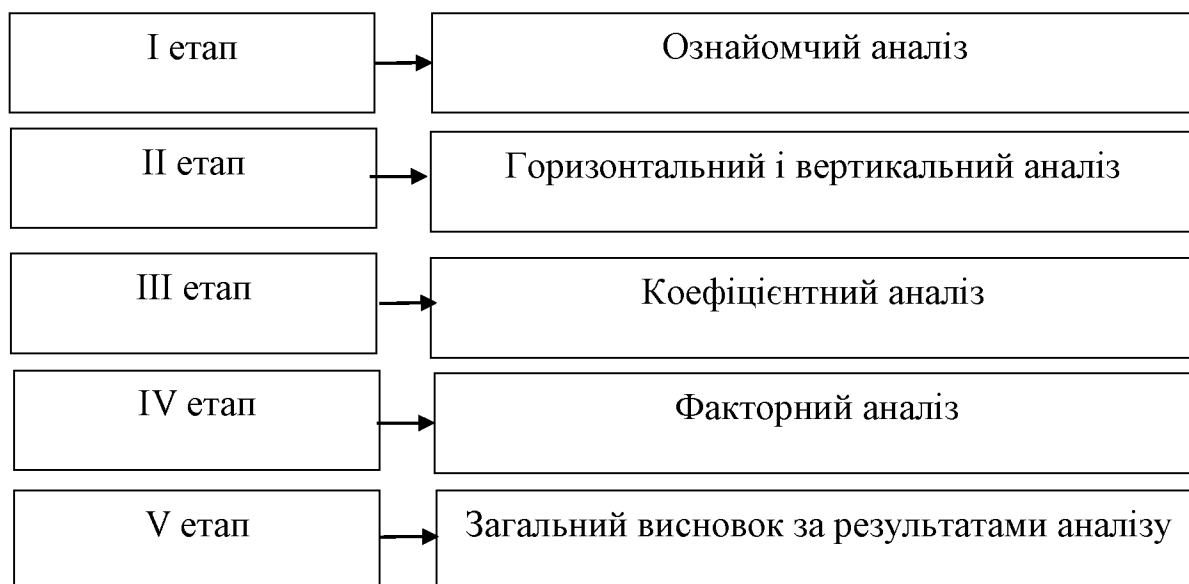 I етап
Ознайомчий аналіз
II етап
Горизонтальний і вертикальний аналіз
III етап
Коефіцієнтний аналіз
IV етап
Факторний аналіз
V етап
Загальний висновок за результатами аналізу